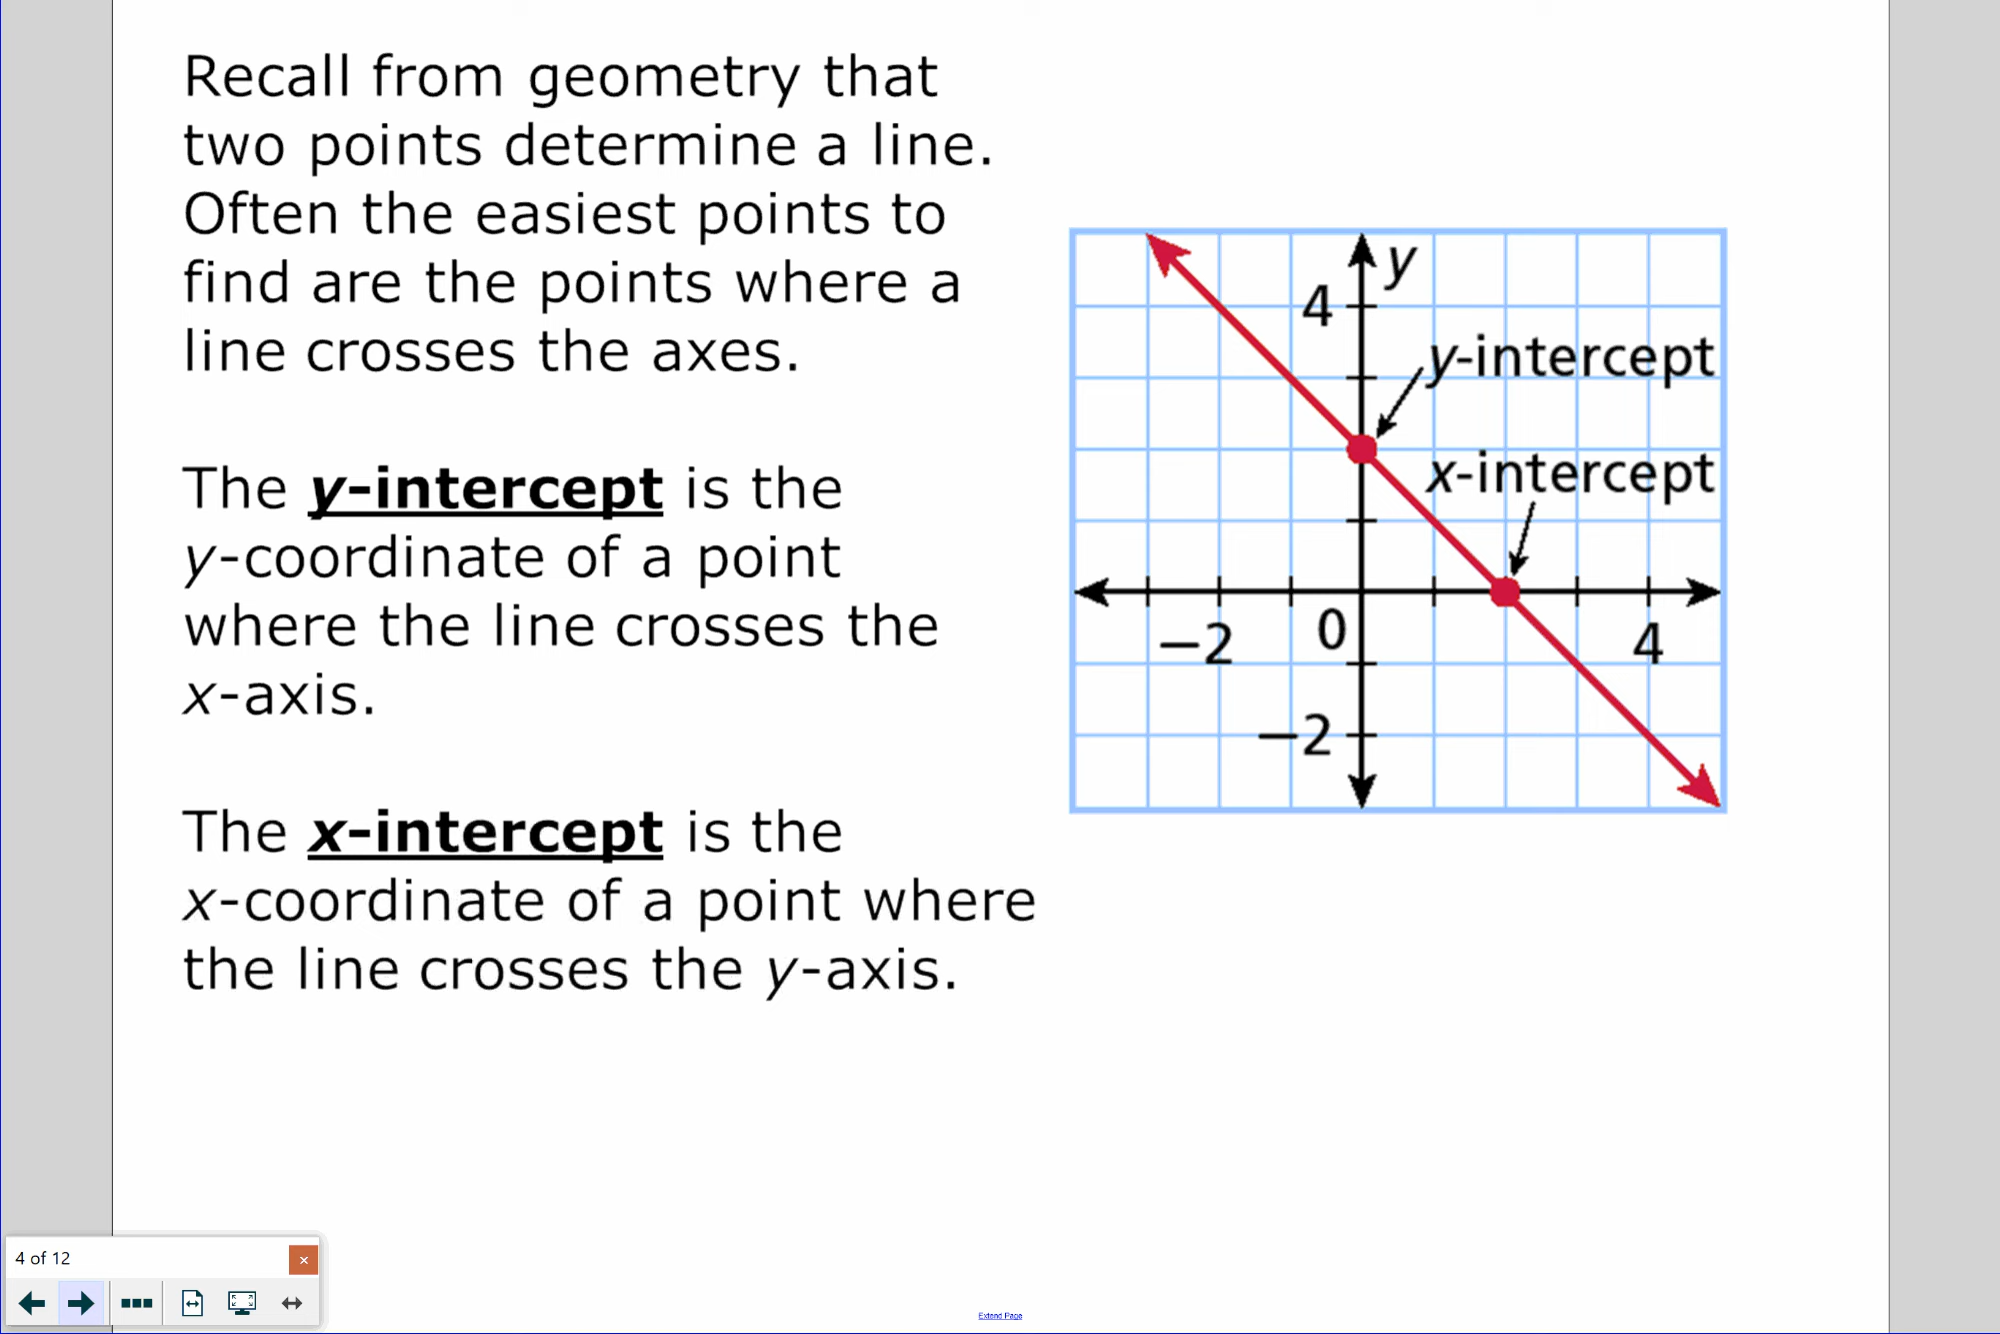 Recall from geometry that
two points determine a line.
Often the easiest points to
find are the points where a
line crosses the axes.
The y-intercept is the
y-coordinate of a point
where the line crosses the
x-axis.
The x-intercept is the
x-coordinate of a point where
the line crosses the y-axis.
y
4
y-intercept
x-intercept
−2
0
4
−2
4 of 12
Extend Page